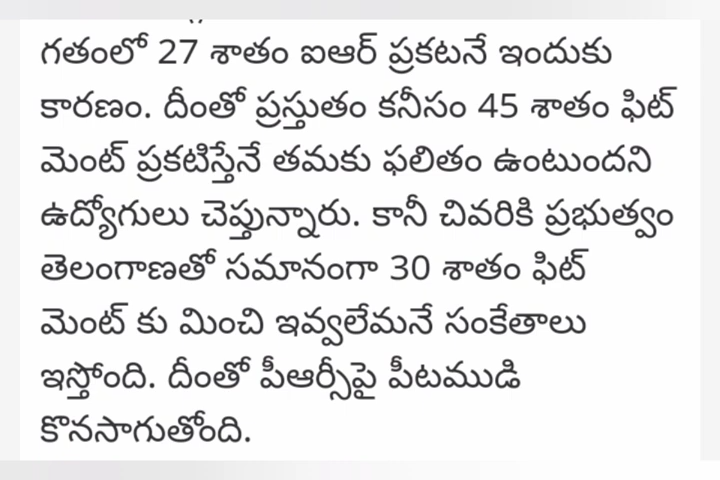 గతంలో 27 శాతం ఐఆర్ ప్రకటనే ఇందుకు
కారణం. దీంతో ప్రస్తుతం కనీసం 45 శాతం ఫిట్
మెంట్ ప్రకటిస్తేనే తమకు ఫలితం ఉంటుందని
ఉద్యోగులు చెప్తున్నారు. కానీ చివరికి ప్రభుత్వం
తెలంగాణతో సమానంగా 30 శాతం ఫిట్
మెంట్ కు మించి ఇవ్వలేమనే సంకేతాలు
ఇస్తోంది. దీంతో పీఆర్సీపై పీటముడి
కొనసాగుతోంది.